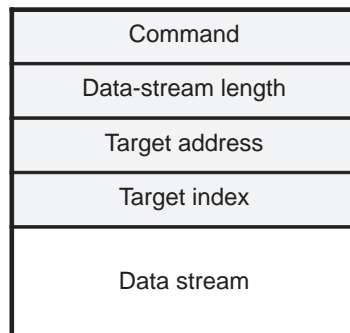 Command
Data-stream length
Target address
Target index
Data stream